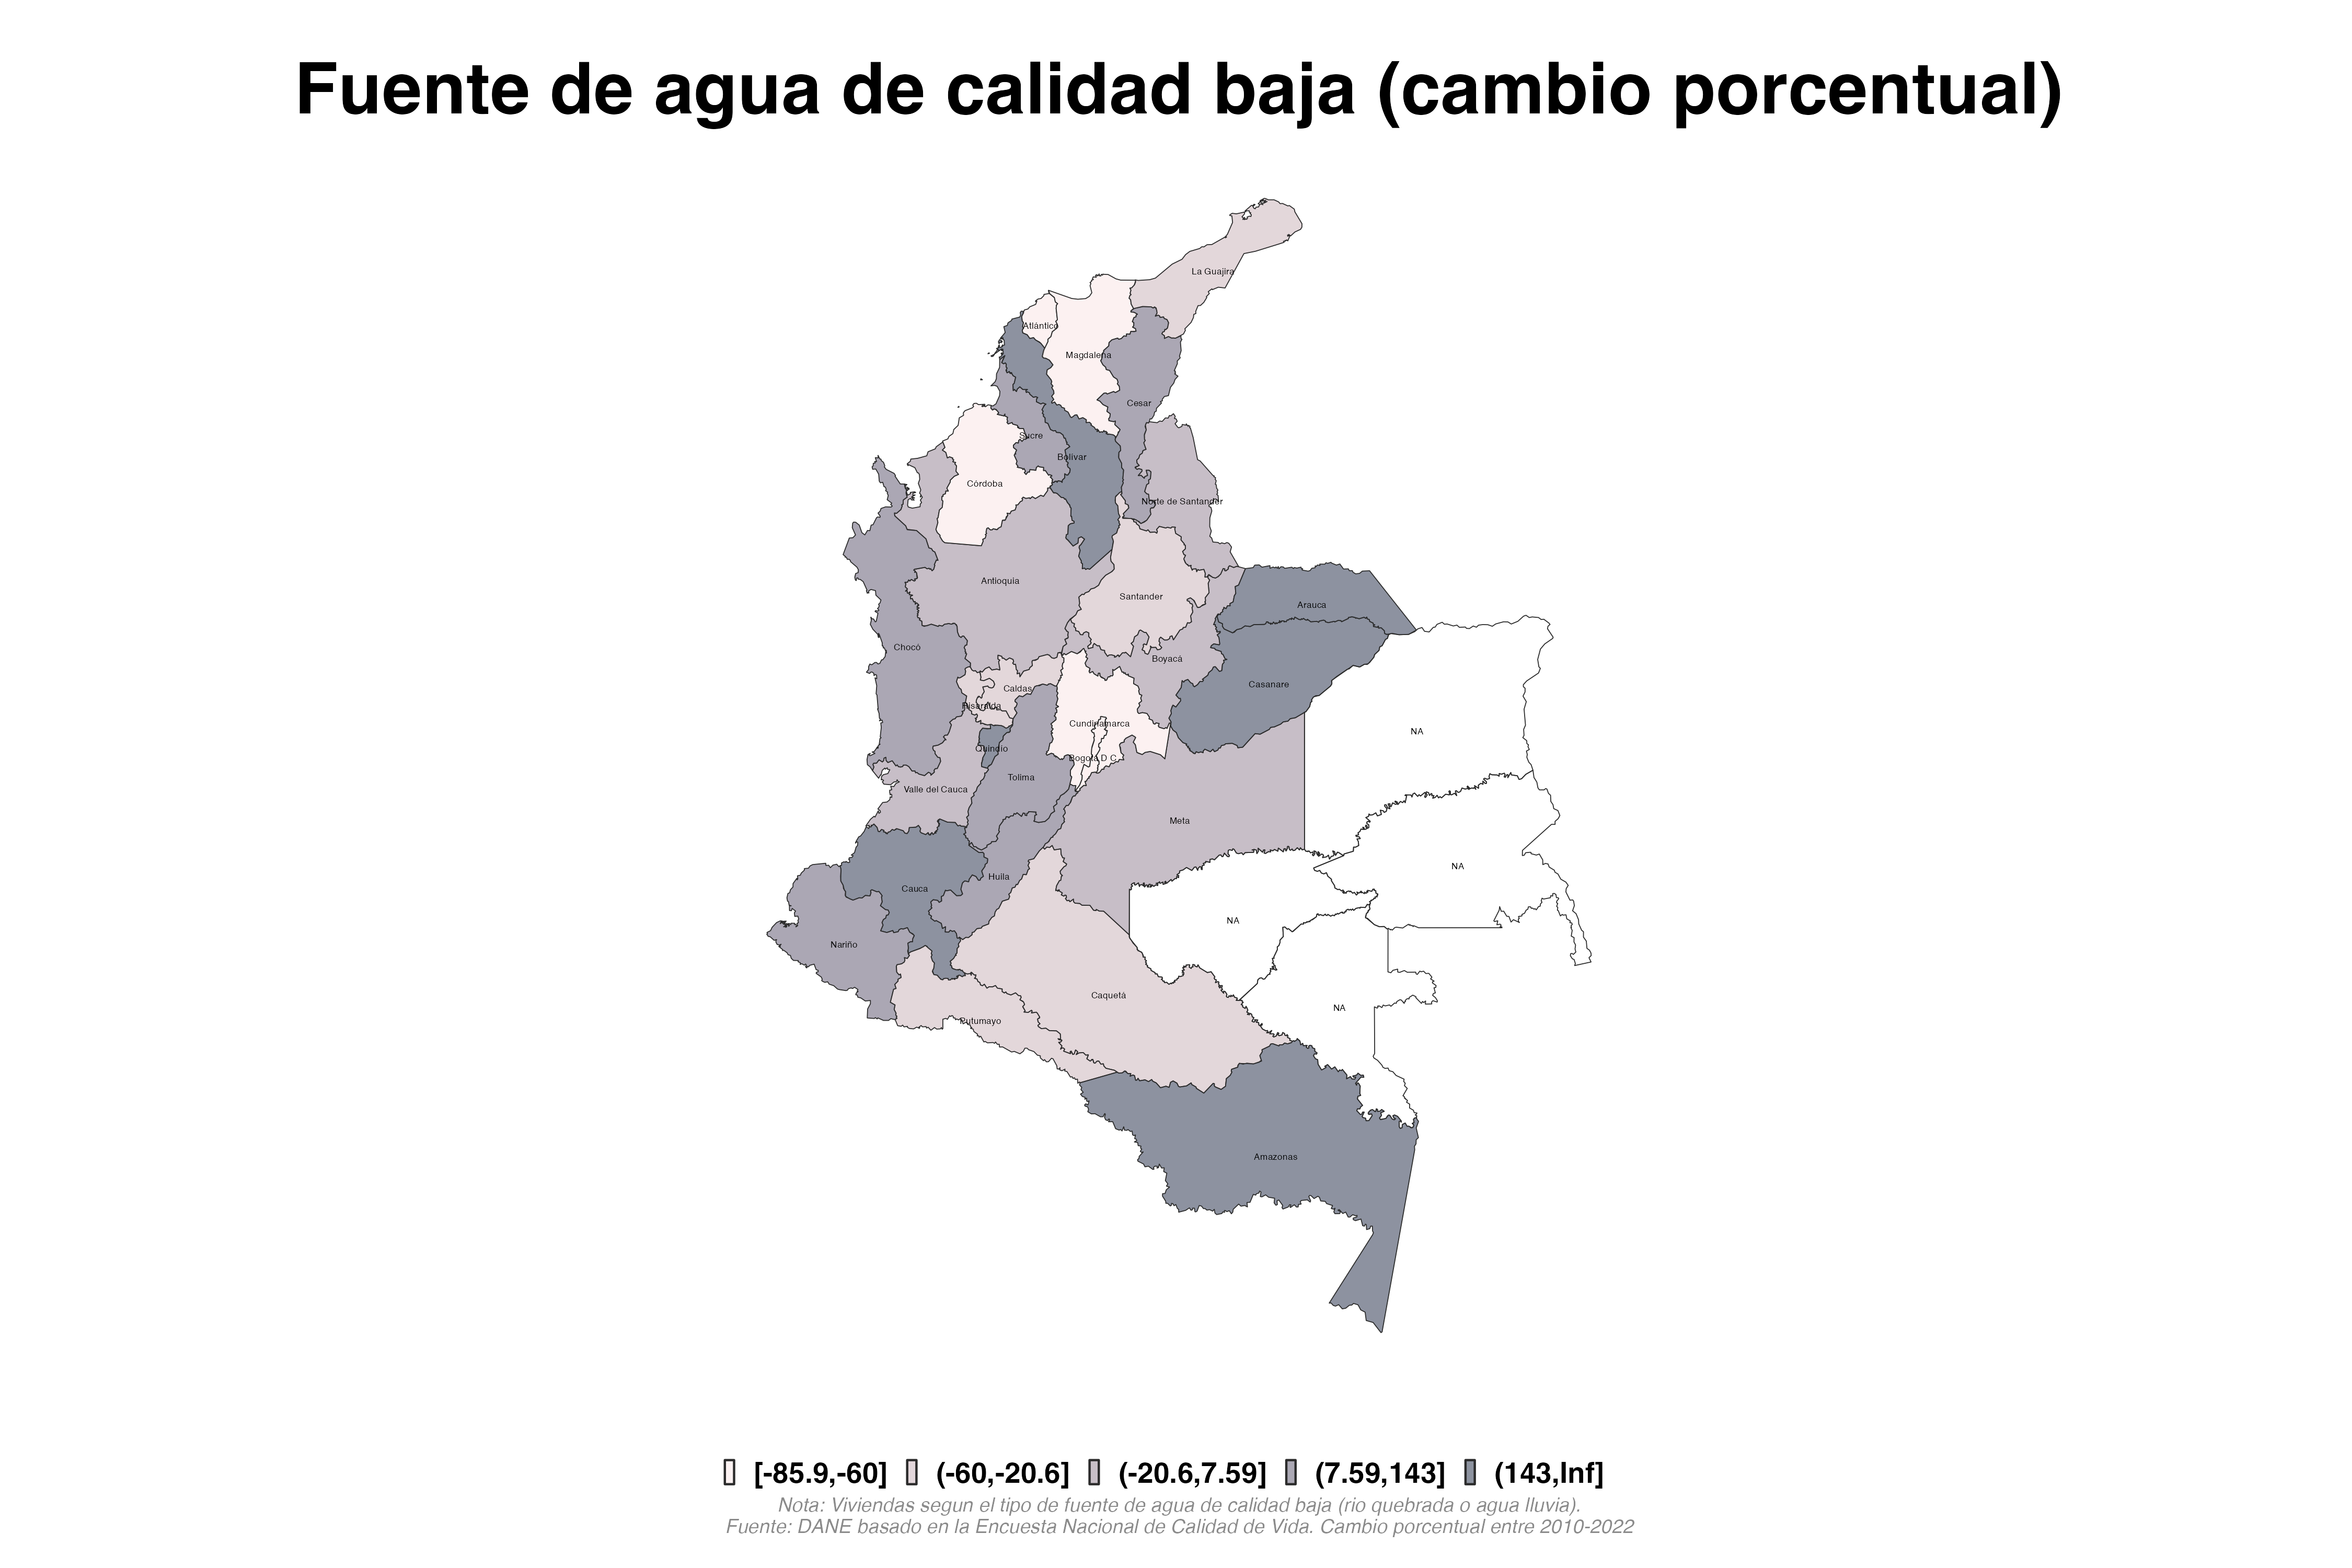 Fuente de agua de calidad baja (cambio porcentual)
La Guajira
Atlántico
Magdalena
Cesar
Sucre
Bolívar
Córdoba
Norte de Santander
Antioquia
Santander
Arauca
Chocó
Boyacá
Casanare
Caldas
Risaralda
Cundinamarca
NA
Quindío
Bogotá D.C.
Tolima
Valle del Cauca
Meta
NA
Huila
Cauca
NA
Nariño
Caquetá
NA
Putumayo
Amazonas
[-85.9,-60] (-60,-20.6] (-20.6,7.59] (7.59,143] (143,Inf]
Nota: Viviendas segun el tipo de fuente de agua de calidad baja (rio quebrada o agua lluvia).
Fuente: DANE basado en la Encuesta Nacional de Calidad de Vida. Cambio porcentual entre 2010-2022